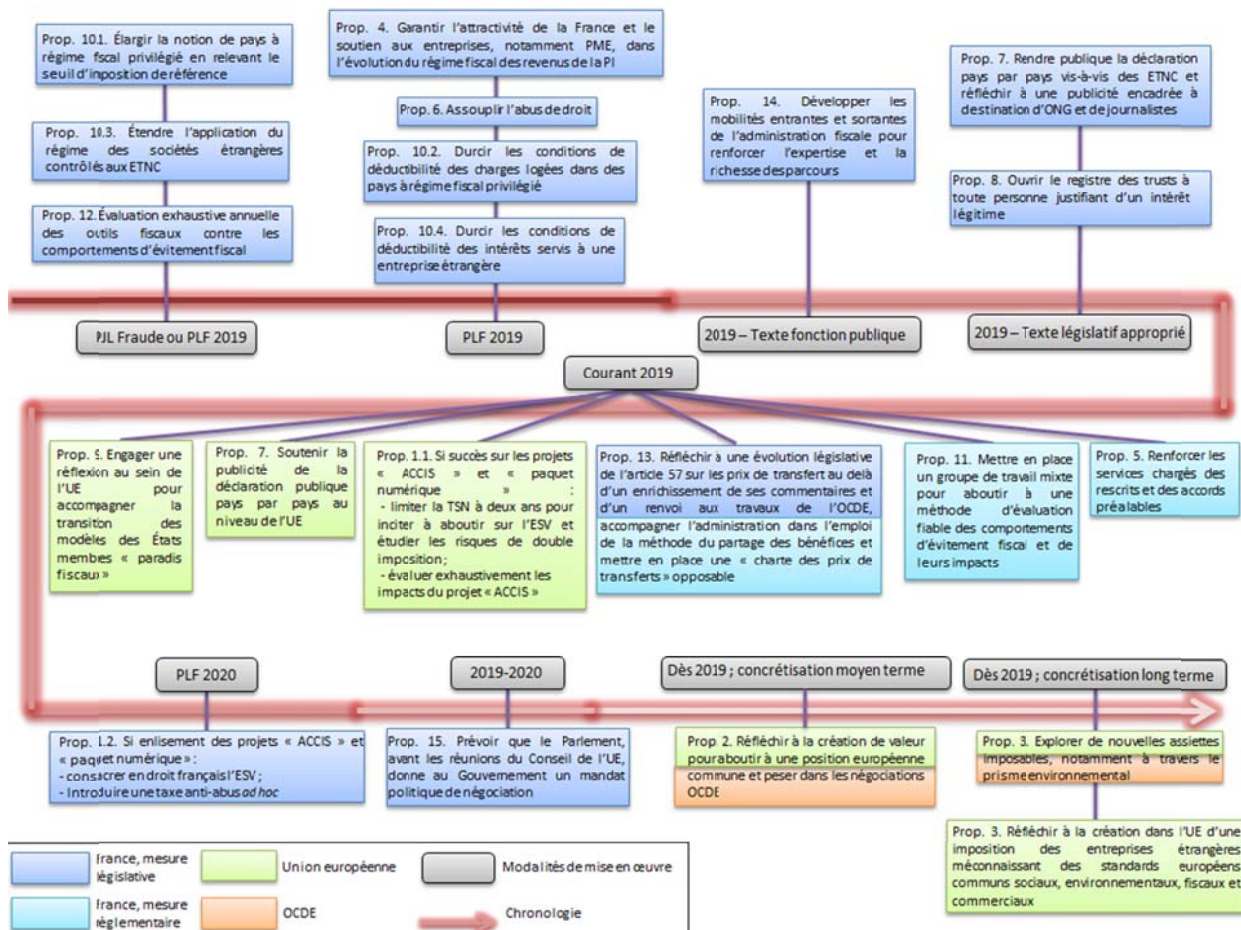 Prop. 10.1. Élargir la notion de pays à
régime fiscal privilégié en relevant le
seuil d'imposition de référence
Prop. 10.3. Étendre l'application du
régime des sociétés étrangères
contrôlés aux ETNC
Prop. 12. Évaluation exhaustive annuelle
des outils fiscaux contre les
comportements d'évitement fiscal
Prop. 4. Garantir l'attractivité de la France et le
soutien aux entreprises, notamment PME, dans
l'évolution du régime fiscal des revenus de la PI
Prop. 6. Assouplir l'abus de droit
Prop. 10.2. Durcir les conditions de
déductibilité des charges logées dans des
pays à régime fiscal privilégié
Prop. 10.4. Durcir les conditions de
déductibilité des intérêts servis à une
entreprise étrangère
Prop. 14. Développer les
mobilités entrantes et sortantes
de l'administration fiscale pour
renforcer l'expertise et la
richesse des parcours
Prop. 7. Rendre publique la déclaration
pays par pays vis-à-vis des ETNC et
réfléchir à une publicité encadrée à
destination d'ONG et de journalistes
Prop. 8. Ouvrir le registre des trusts à
toute personne justifiant d'un intérêt
légitime
PJL Fraude ou PLF 2019
PLF 2019
2019 – Texte fonction publique
2019 – Texte législatif approprié
Courant 2019
Prop. 9. Engager une
réflexion au sein de
l'UE pour
accompagner la
transition des
modèles des États
membres « paradis
fiscaux »
Prop. 7. Soutenir la
publicité de la
déclaration publique
pays par pays au
niveau de l'UE
Prop. 1.1. Si succès sur les projets
« ACCIS » et « paquet
numérique » :
- limiter la TSN à deux ans pour
inciter à aboutir sur l'ESV et
étudier les risques de double
imposition;
- évaluer exhaustivement les
impacts du projet « ACCIS »
Prop. 13. Réfléchir à une évolution législative
de l'article 57 sur les prix de transfert au delà
d'un enrichissement de ses commentaires et
d'un renvoi aux travaux de l'OCDE,
accompagner l'administration dans l'emploi
de la méthode du partage des bénéfices et
mettre en place une « charte des prix de
transferts » opposable
Prop. 11. Mettre en place
un groupe de travail mixte
pour aboutir à une
méthode d'évaluation
fiable des comportements
d'évitement fiscal et de
leurs impacts
Prop. 5. Renforcer les
services chargés des
rescrits et des accords
préalables
PLF 2020
2019-2020
Dès 2019 ; concrétisation moyen terme
Dès 2019 ; concrétisation long terme
Prop. 1.2. Si enlisement des projets « ACCIS » et
« paquet numérique » :
- consacrer en droit français l'ESV ;
- Introduire une taxe anti-abus ad hoc
Prop. 15. Prévoir que le Parlement,
avant les réunions du Conseil de l'UE,
donne au Gouvernement un mandat
politique de négociation
Prop. 2. Réfléchir à la création de valeur
pour aboutir à une position européenne
commune et peser dans les négociations
OCDE
Prop. 3. Explorer de nouvelles assiettes
imposables, notamment à travers le
prisme environnemental
Prop. 3. Réfléchir à la création dans l'UE d'une
imposition des entreprises étrangères
méconnaissant des standards européens
communs sociaux, environnementaux, fiscaux et
commerciaux
France, mesure
législative
Union européenne
Modalités de mise en œuvre
France, mesure
réglementaire
OCDE
Chronologie